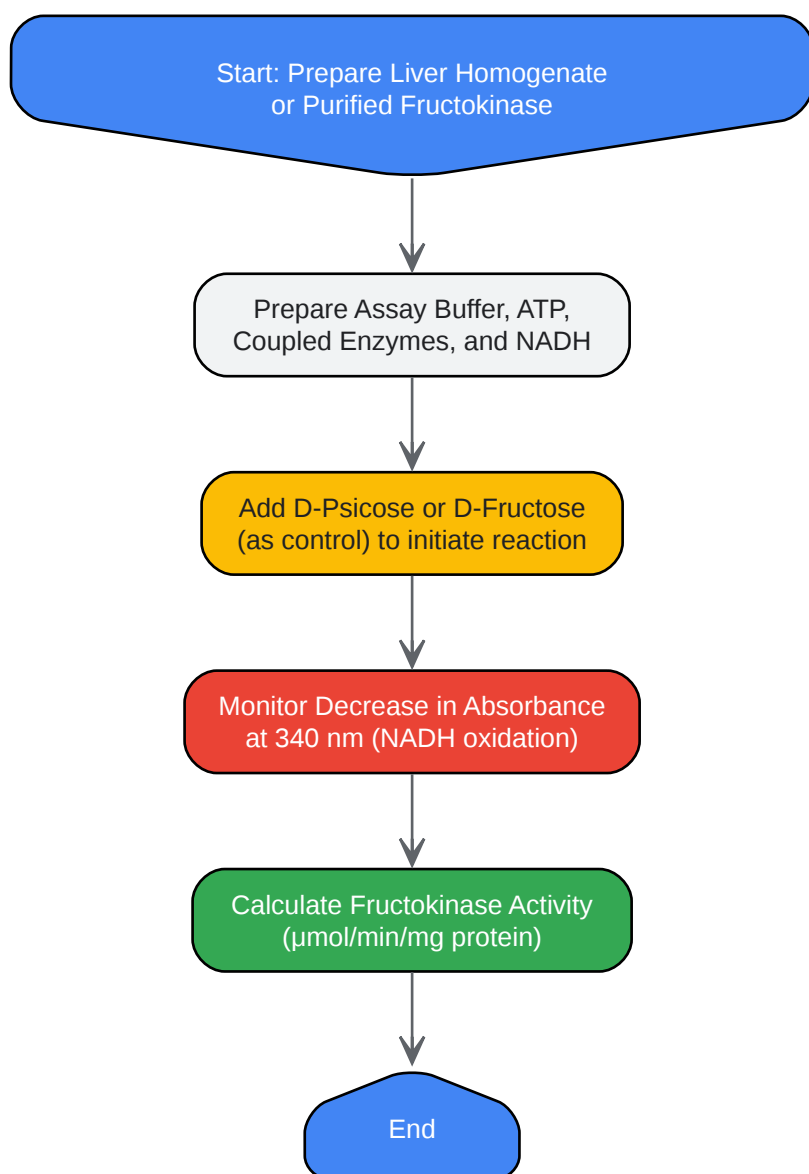 Start: Prepare Liver Homogenate
or Purified Fructokinase
Prepare Assay Buffer, ATP,
Coupled Enzymes, and NADH
Add D-Psicose or D-Fructose
(as control) to initiate reaction
Monitor Decrease in Absorbance
at 340 nm (NADH oxidation)
Calculate Fructokinase Activity
(μmol/min/mg protein)
End